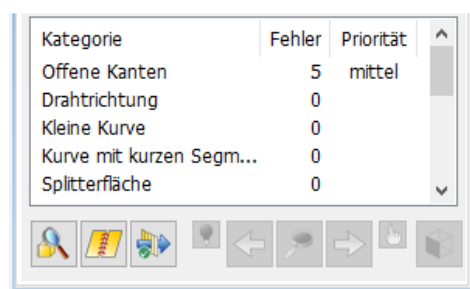 Kategorie Fehler Priorität
Offene Kanten 5 mittel
Drahtrichtung 0
Kleine Kurve 0
Kurve mit kurzen Segm... 0
Splitterfläche 0